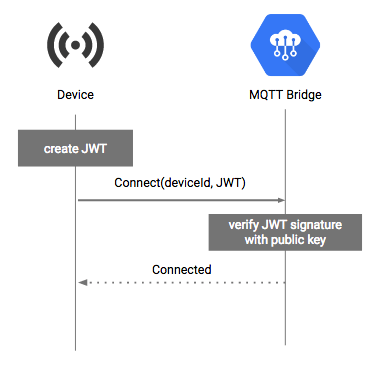 Device
MQTT Bridge
create JWT
Connect(deviceId, JWT)
verify JWT signature
with public key
Connected